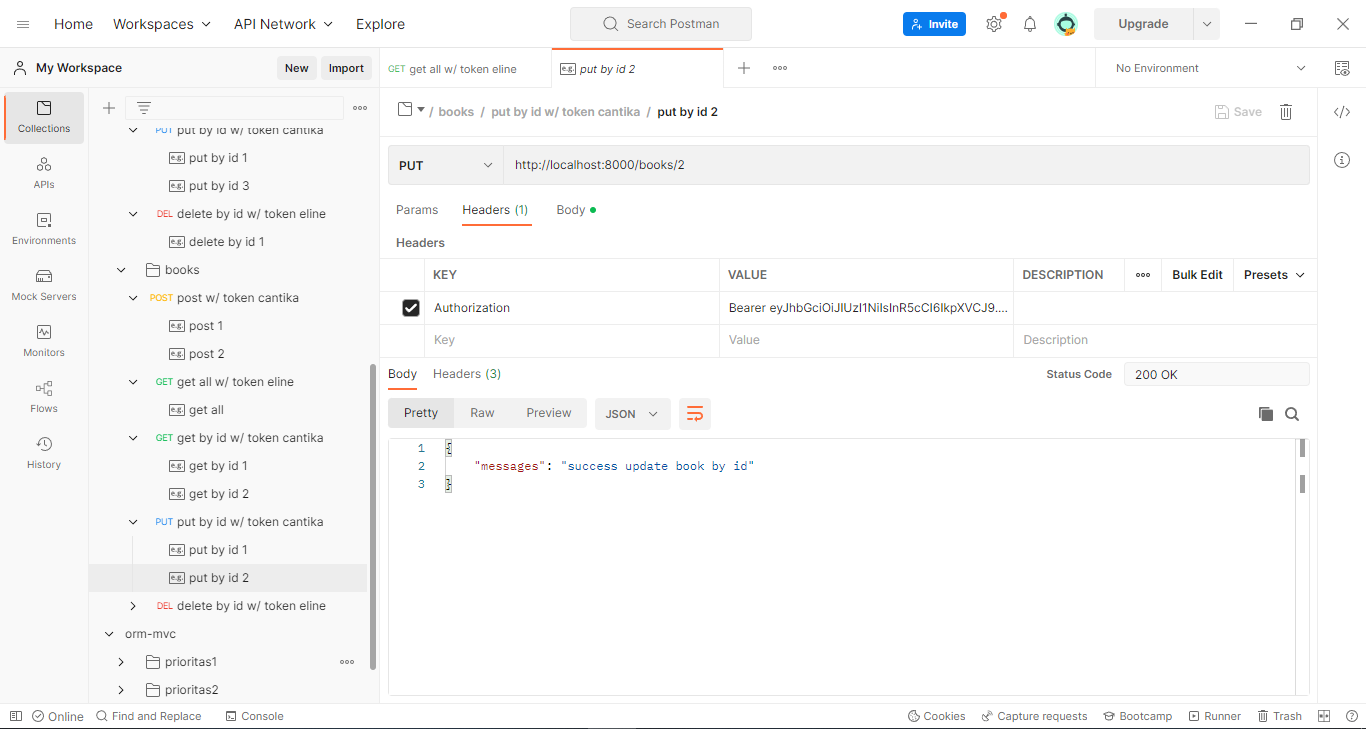 Home Workspaces API Network Explore Search Postman Invite Upgrade
My Workspace New Import GET get all w/ token eline e.g. put by id 2 No Environment
Collections
APIs
Environments
Mock Servers
Monitors
Flows
History
PUT put by id w/ token cantika
e.g. put by id 1
e.g. put by id 3
DEL delete by id w/ token eline
e.g. delete by id 1
books
POST post w/ token cantika
e.g. post 1
e.g. post 2
GET get all w/ token eline
e.g. get all
GET get by id w/ token cantika
e.g. get by id 1
e.g. get by id 2
PUT put by id w/ token cantika
e.g. put by id 1
e.g. put by id 2
DEL delete by id w/ token eline
orm-mvc
prioritas1
prioritas2
/ books / put by id w/ token cantika / put by id 2 Save
PUT http://localhost:8000/books/2
Params Headers (1) Body
Headers
KEY VALUE DESCRIPTION Bulk Edit Presets
Authorization Bearer eyJhbGciOiJIUzI1NiIsInR5cCI6IkpXVCJ9....
Key Value Description
Body Headers (3) Status Code 200 OK
Pretty Raw Preview JSON
1 {
2 "messages": "success update book by id"
3 }
Online Find and Replace Console Cookies Capture requests Bootcamp Runner Trash